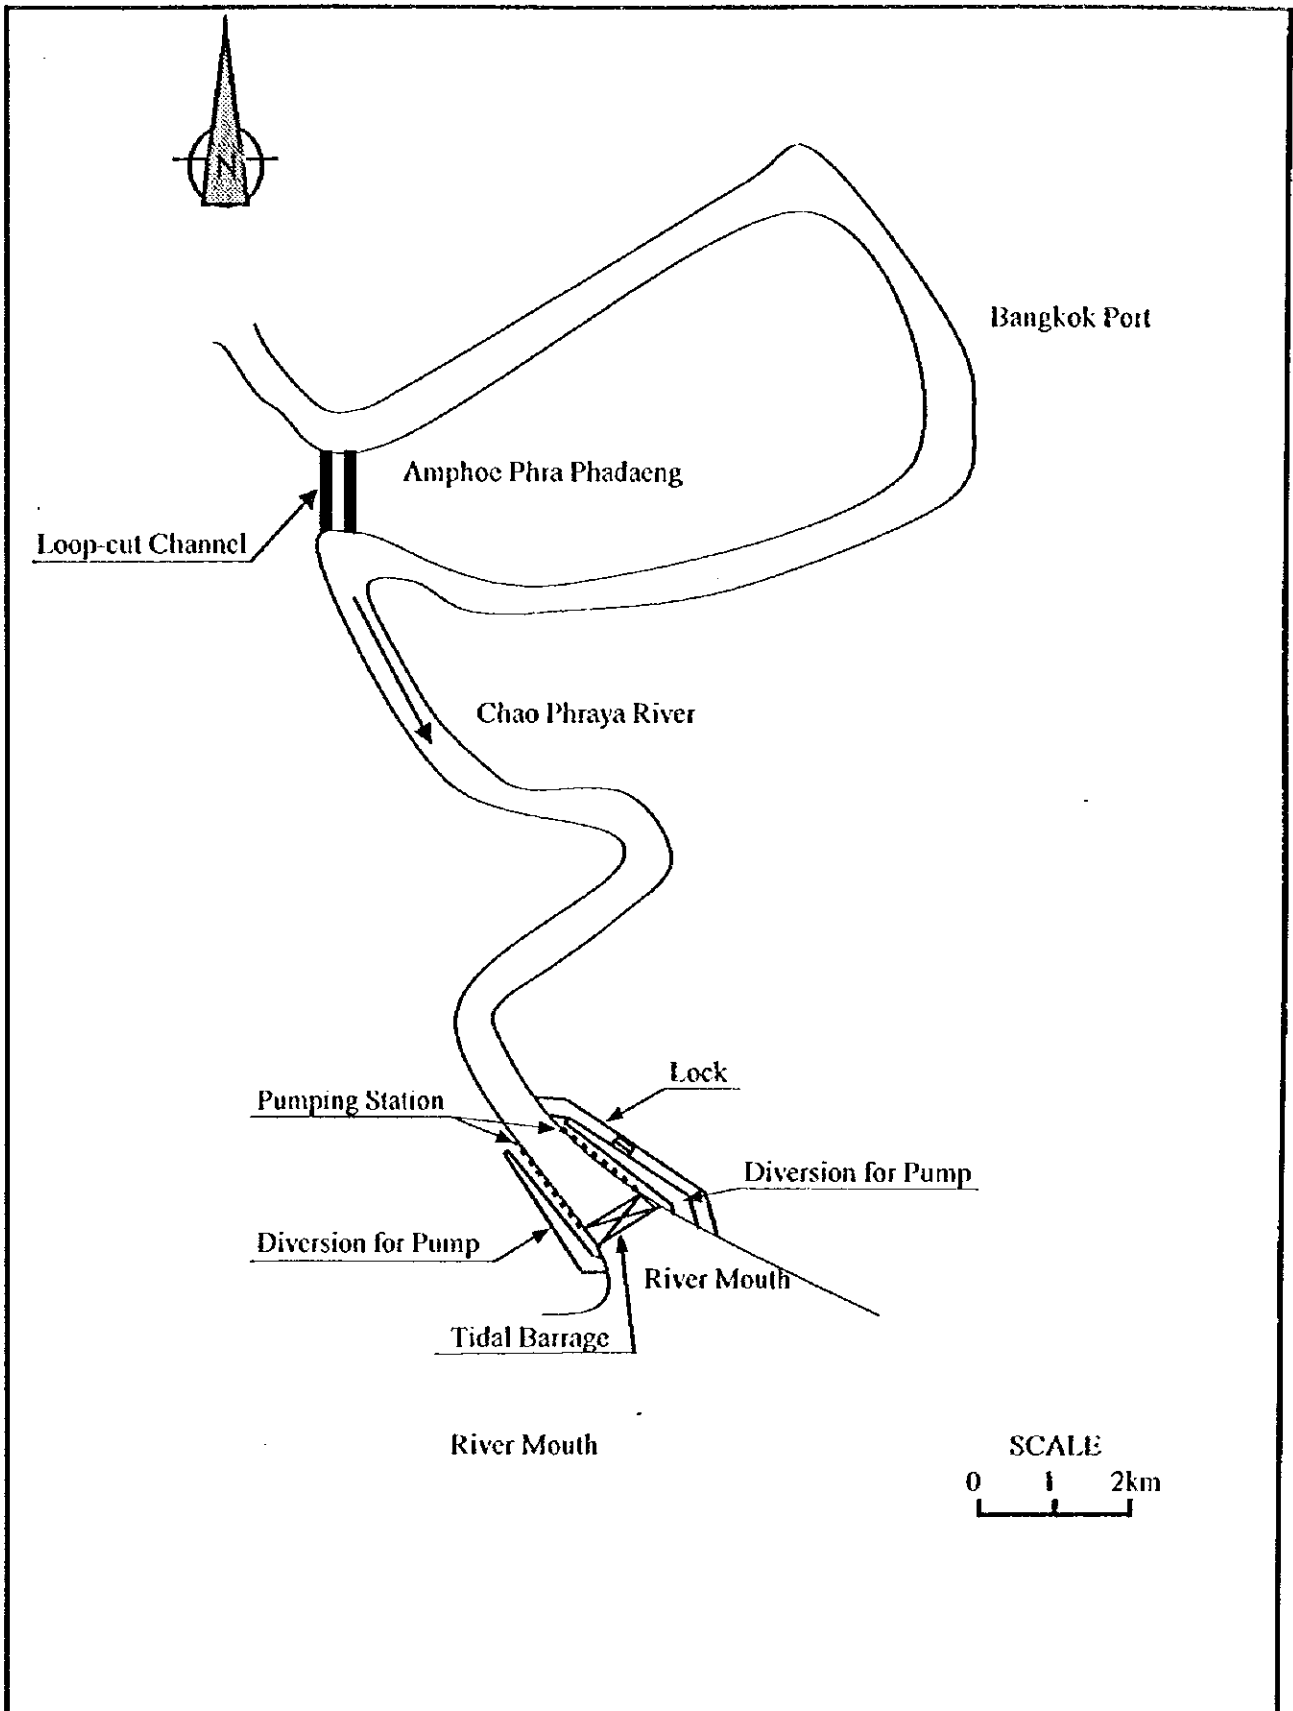 N
Bangkok Port
Amphoe Phra Phadaeng
Loop-cut Channel
Chao Phraya River
Lock
Pumping Station
Diversion for Pump
Diversion for Pump
River Mouth
Tidal Barrage
River Mouth
SCALE
0 1 2km